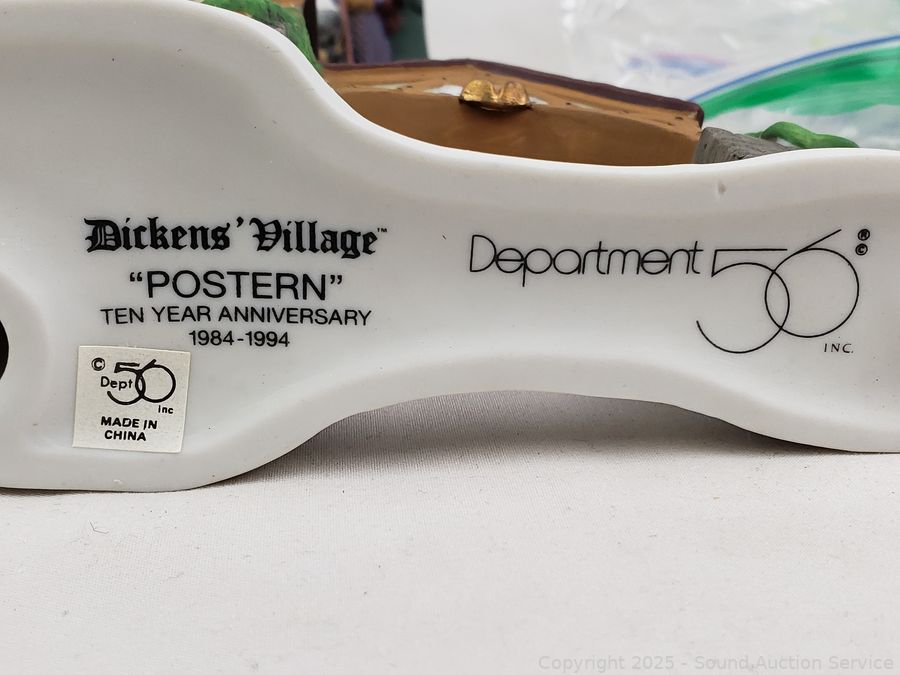 Dickens' Village™
"POSTERN"
TEN YEAR ANNIVERSARY
1984-1994
© Dept 56 Inc
MADE IN
CHINA
Department 56 ® ©
INC.
Copyright 2025 - Sound Auction Service